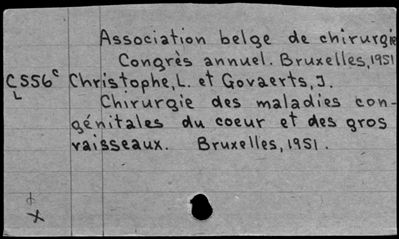 Association belge de chirurgie
Congrès annuel. Bruxelles, 1951
CS56c Christophe, L. et Govaerts, J.
L
Chirurgie des maladies con-
génitales du coeur et des gros
vaisseaux. Bruxelles, 1951.
x